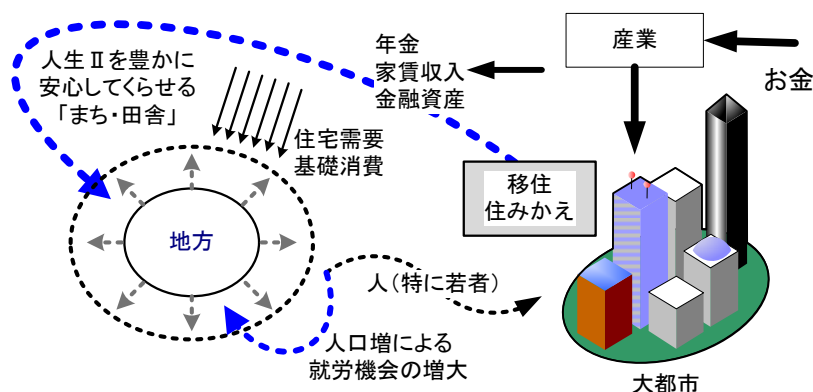 人生Ⅱを豊かに
安心してくらせる
「まち・田舎」
年金
家賃収入
金融資産
産業
お金
住宅需要
基礎消費
移住
住みかえ
地方
人（特に若者）
人口増による
就労機会の増大
大都市